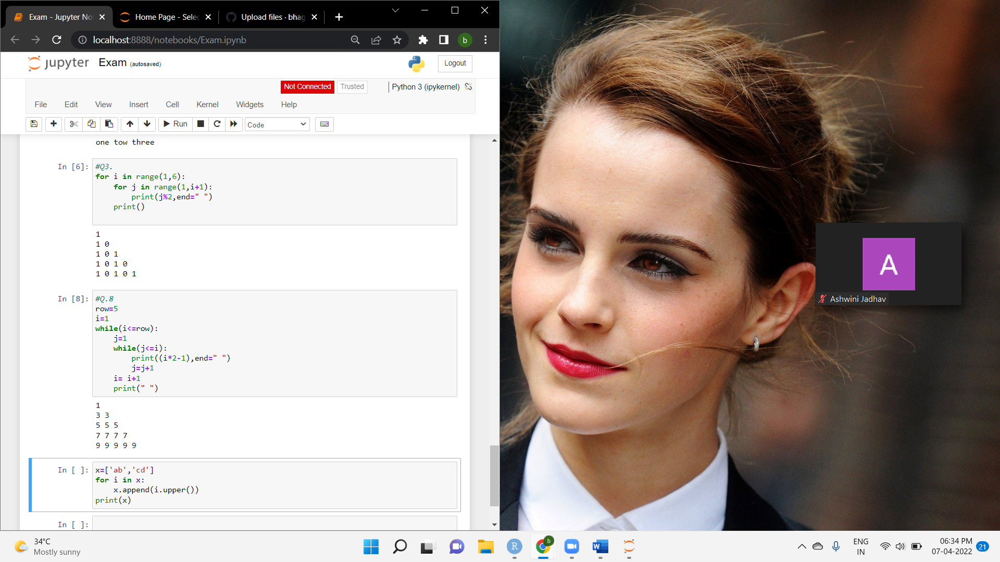 Exam - Jupyter No
Home Page - Selec
Upload files · bhag
localhost:8888/notebooks/Exam.ipynb
b
jupyter Exam (autosaved)
Logout
Not Connected Trusted Python 3 (ipykernel)
File Edit View Insert Cell Kernel Widgets Help
Run Code
one tow three
In [6]: #Q3.
for i in range(1,6):
    for j in range(1,i+1):
        print(j%2,end=" ")
    print()
1
1 0
1 0 1
1 0 1 0
1 0 1 0 1
In [8]: #Q.8
row=5
i=1
while(i<=row):
    j=1
    while(j<=i):
        print((i*2-1),end=" ")
        j=j+1
    i= i+1
    print(" ")
1
3 3
5 5 5
7 7 7 7
9 9 9 9 9
In [ ]: x=['ab','cd']
for i in x:
    x.append(i.upper())
print(x)
In [ ]:
A
Ashwini Jadhav
34°C
Mostly sunny
R
b
W
ENG
IN
06:34 PM
07-04-2022
21